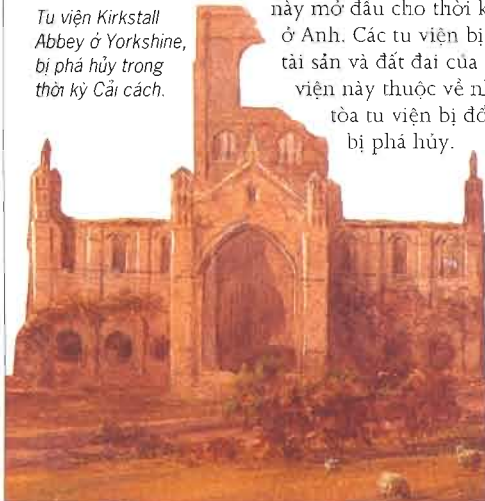 Tu viện Kirkstall
Abbey ở Yorkshine,
bị phá hủy trong
thời kỳ Cải cách.
này mở đầu cho thời k
ở Anh. Các tu viện bị
tài sản và đất đai của
viện này thuộc về n
tòa tu viện bị đ
bị phá hủy.